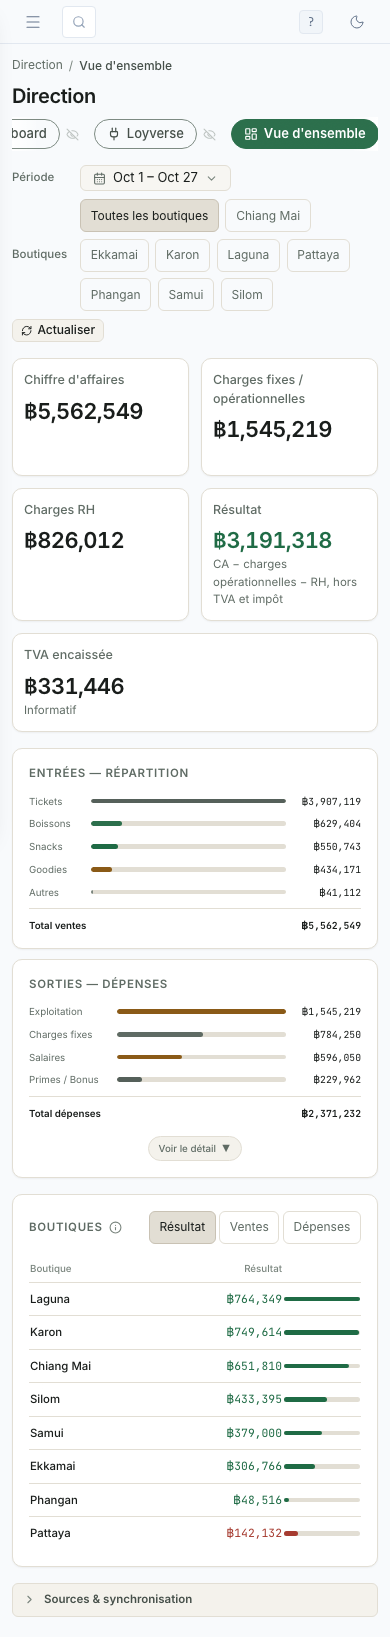 ?
Direction / Vue d'ensemble
Direction
board
Loyverse
Vue d'ensemble
Période
Oct 1 – Oct 27
Toutes les boutiques
Chiang Mai
Boutiques
Ekkamai
Karon
Laguna
Pattaya
Phangan
Samui
Silom
Actualiser
Chiffre d'affaires
฿5,562,549
Charges fixes /
opérationnelles
฿1,545,219
Charges RH
฿826,012
Résultat
฿3,191,318
CA – charges
opérationnelles – RH, hors
TVA et impôt
TVA encaissée
฿331,446
Informatif
ENTRÉES — RÉPARTITION
Tickets ฿3,907,119
Boissons ฿629,404
Snacks ฿550,743
Goodies ฿434,171
Autres ฿41,112
Total ventes ฿5,562,549
SORTIES — DÉPENSES
Exploitation ฿1,545,219
Charges fixes ฿784,250
Salaires ฿596,050
Primes / Bonus ฿229,962
Total dépenses ฿2,371,232
Voir le détail ▼
BOUTIQUES
Résultat
Ventes
Dépenses
Boutique Résultat
Laguna ฿764,349
Karon ฿749,614
Chiang Mai ฿651,810
Silom ฿433,395
Samui ฿379,000
Ekkamai ฿306,766
Phangan ฿48,516
Pattaya ฿142,132
Sources & synchronisation